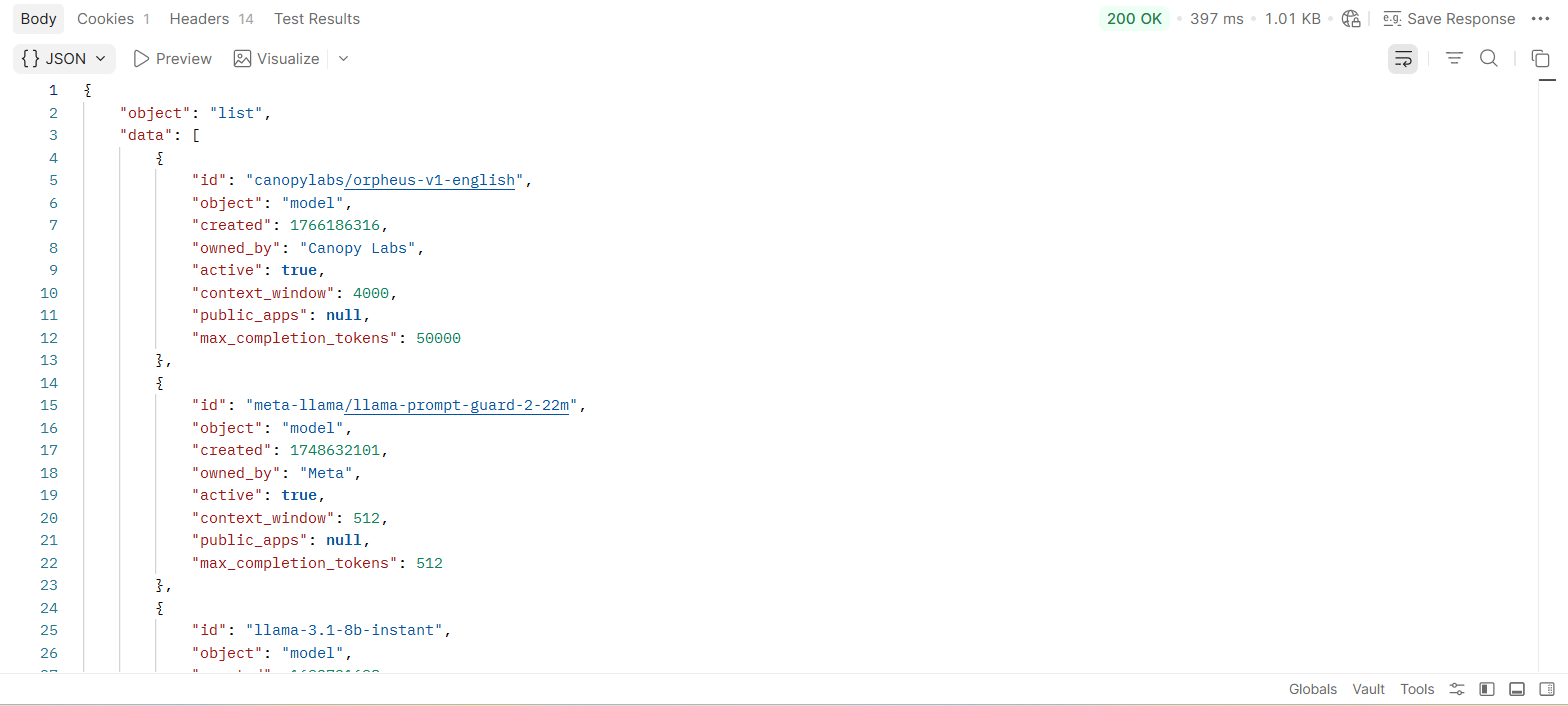 Body Cookies 1 Headers 14 Test Results 200 OK • 397 ms • 1.01 KB • e.g. Save Response •••
{ } JSON Preview Visualize
1 {
2 "object": "list",
3 "data": [
4 {
5 "id": "canopylabs/orpheus-v1-english",
6 "object": "model",
7 "created": 1766186316,
8 "owned_by": "Canopy Labs",
9 "active": true,
10 "context_window": 4000,
11 "public_apps": null,
12 "max_completion_tokens": 50000
13 },
14 {
15 "id": "meta-llama/llama-prompt-guard-2-22m",
16 "object": "model",
17 "created": 1748632101,
18 "owned_by": "Meta",
19 "active": true,
20 "context_window": 512,
21 "public_apps": null,
22 "max_completion_tokens": 512
23 },
24 {
25 "id": "llama-3.1-8b-instant",
26 "object": "model",
Globals Vault Tools